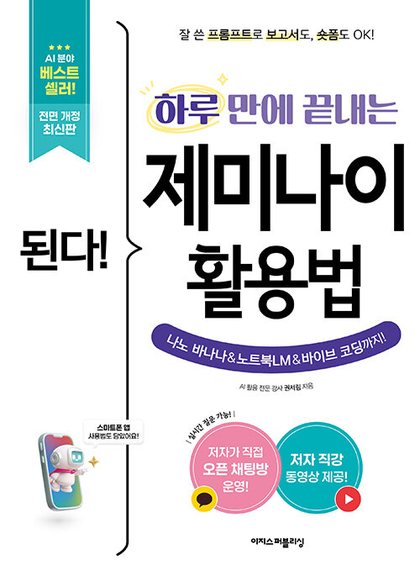 잘 쓴 프롬프트로 보고서도, 숏폼도 OK!
AI 분야
베스트
셀러!
전면 개정
최신판
하루 만에 끝내는
된다!
제미나이
활용법
나노 바나나&노트북LM&바이브 코딩까지!
AI 활용 전문 강사 권서림 지음
스마트폰 앱
사용법도 담았어요!
실시간 질문 가능!
저자가 직접
오픈 채팅방
운영!
저자 직강
동영상 제공!
이지스퍼블리싱